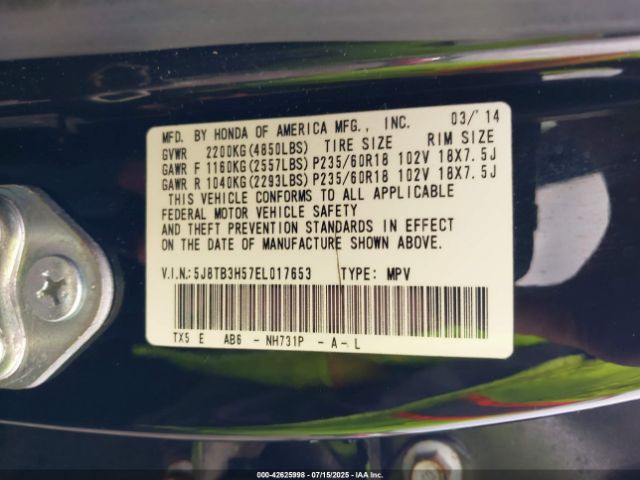 03/'14
MFD. BY HONDA OF AMERICA MFG., INC.
GVWR 2200KG(4850LBS) TIRE SIZE RIM SIZE
GAWR F 1160KG(2557LBS) P235/60R18 102V 18X7.5J
GAWR R 1040KG(2293LBS) P235/60R18 102V 18X7.5J
THIS VEHICLE CONFORMS TO ALL APPLICABLE
FEDERAL MOTOR VEHICLE SAFETY
AND THEFT PREVENTION STANDARDS IN EFFECT
ON THE DATE OF MANUFACTURE SHOWN ABOVE.
V.I.N:5J8TB3H57EL017653 TYPE: MPV
TX5 E AB6 - NH731P - A- L
000-42625998 - 07/15/2025 - IAAI.COM